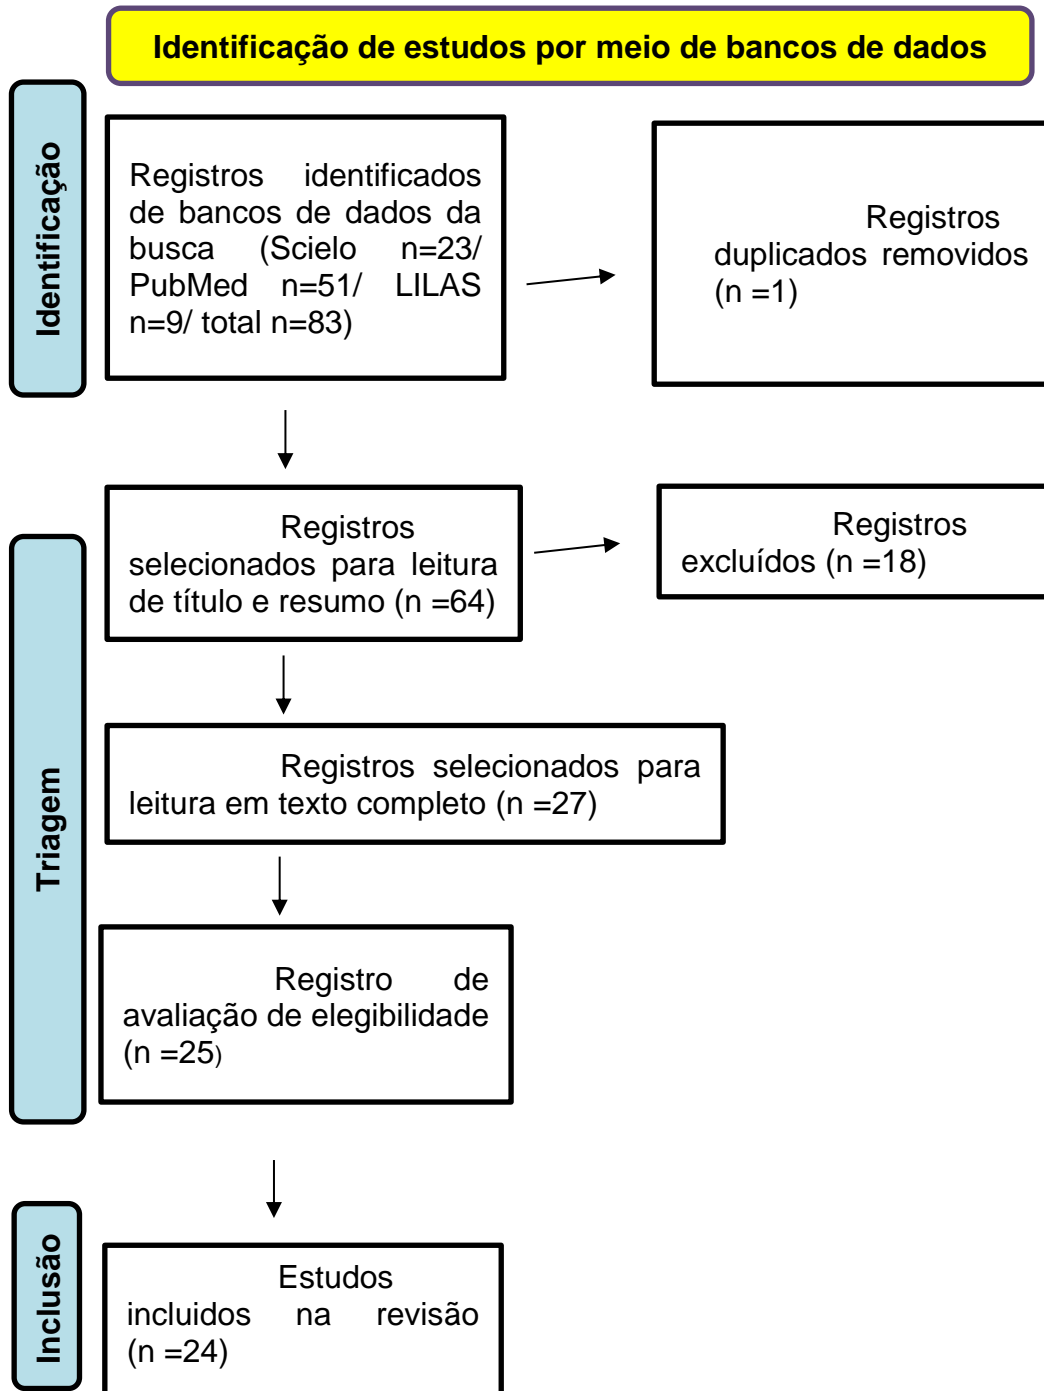 Identificação de estudos por meio de bancos de dados
Identificação
Registros identificados
de bancos de dados da
busca (Scielo n=23/
PubMed n=51/ LILAS
n=9/ total n=83)
Registros
duplicados removidos
(n =1)
Triagem
Registros
selecionados para leitura
de título e resumo (n =64)
Registros
excluídos (n =18)
Registros selecionados para
leitura em texto completo (n =27)
Registro de
avaliação de elegibilidade
(n =25)
Inclusão
Estudos
incluidos na revisão
(n =24)